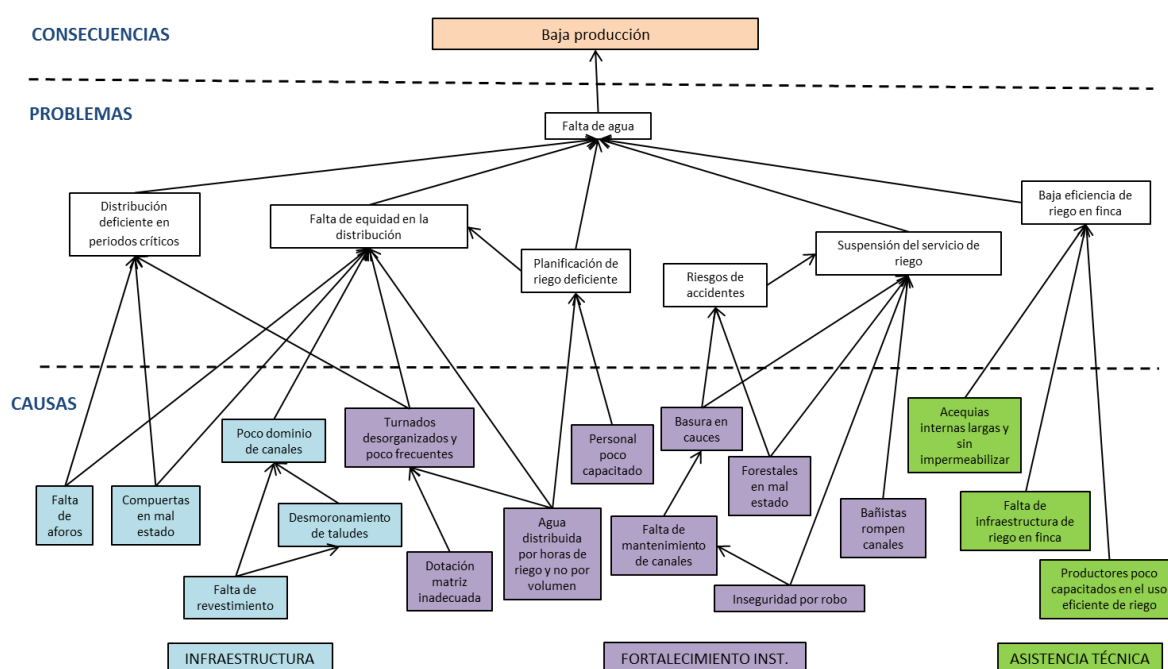 CONSECUENCIAS
Baja producción
PROBLEMAS
Falta de agua
Distribución
deficiente en
periodos críticos
Falta de equidad en la
distribución
Planificación de
riego deficiente
Riesgos de
accidentes
Suspensión del servicio de
riego
Baja eficiencia de
riego en finca
CAUSAS
Falta
de
aforos
Compuertas
en mal
estado
Poco dominio
de canales
Desmoronamiento
de taludes
Falta de
revestimiento
Turnados
desorganizados y
poco frecuentes
Dotación
matriz
inadecuada
Agua
distribuida
por horas de
riego y no por
volumen
Personal
poco
capacitado
Basura en
cauces
Falta de
mantenimiento
de canales
Forestales
en mal
estado
Inseguridad por robo
Bañistas
rompen
canales
Acequias
internas largas y
sin
impermeabilizar
Falta de
infraestructura de
riego en finca
Productores poco
capacitados en el uso
eficiente de riego
INFRAESTRUCTURA
FORTALECIMIENTO INST.
ASISTENCIA TÉCNICA